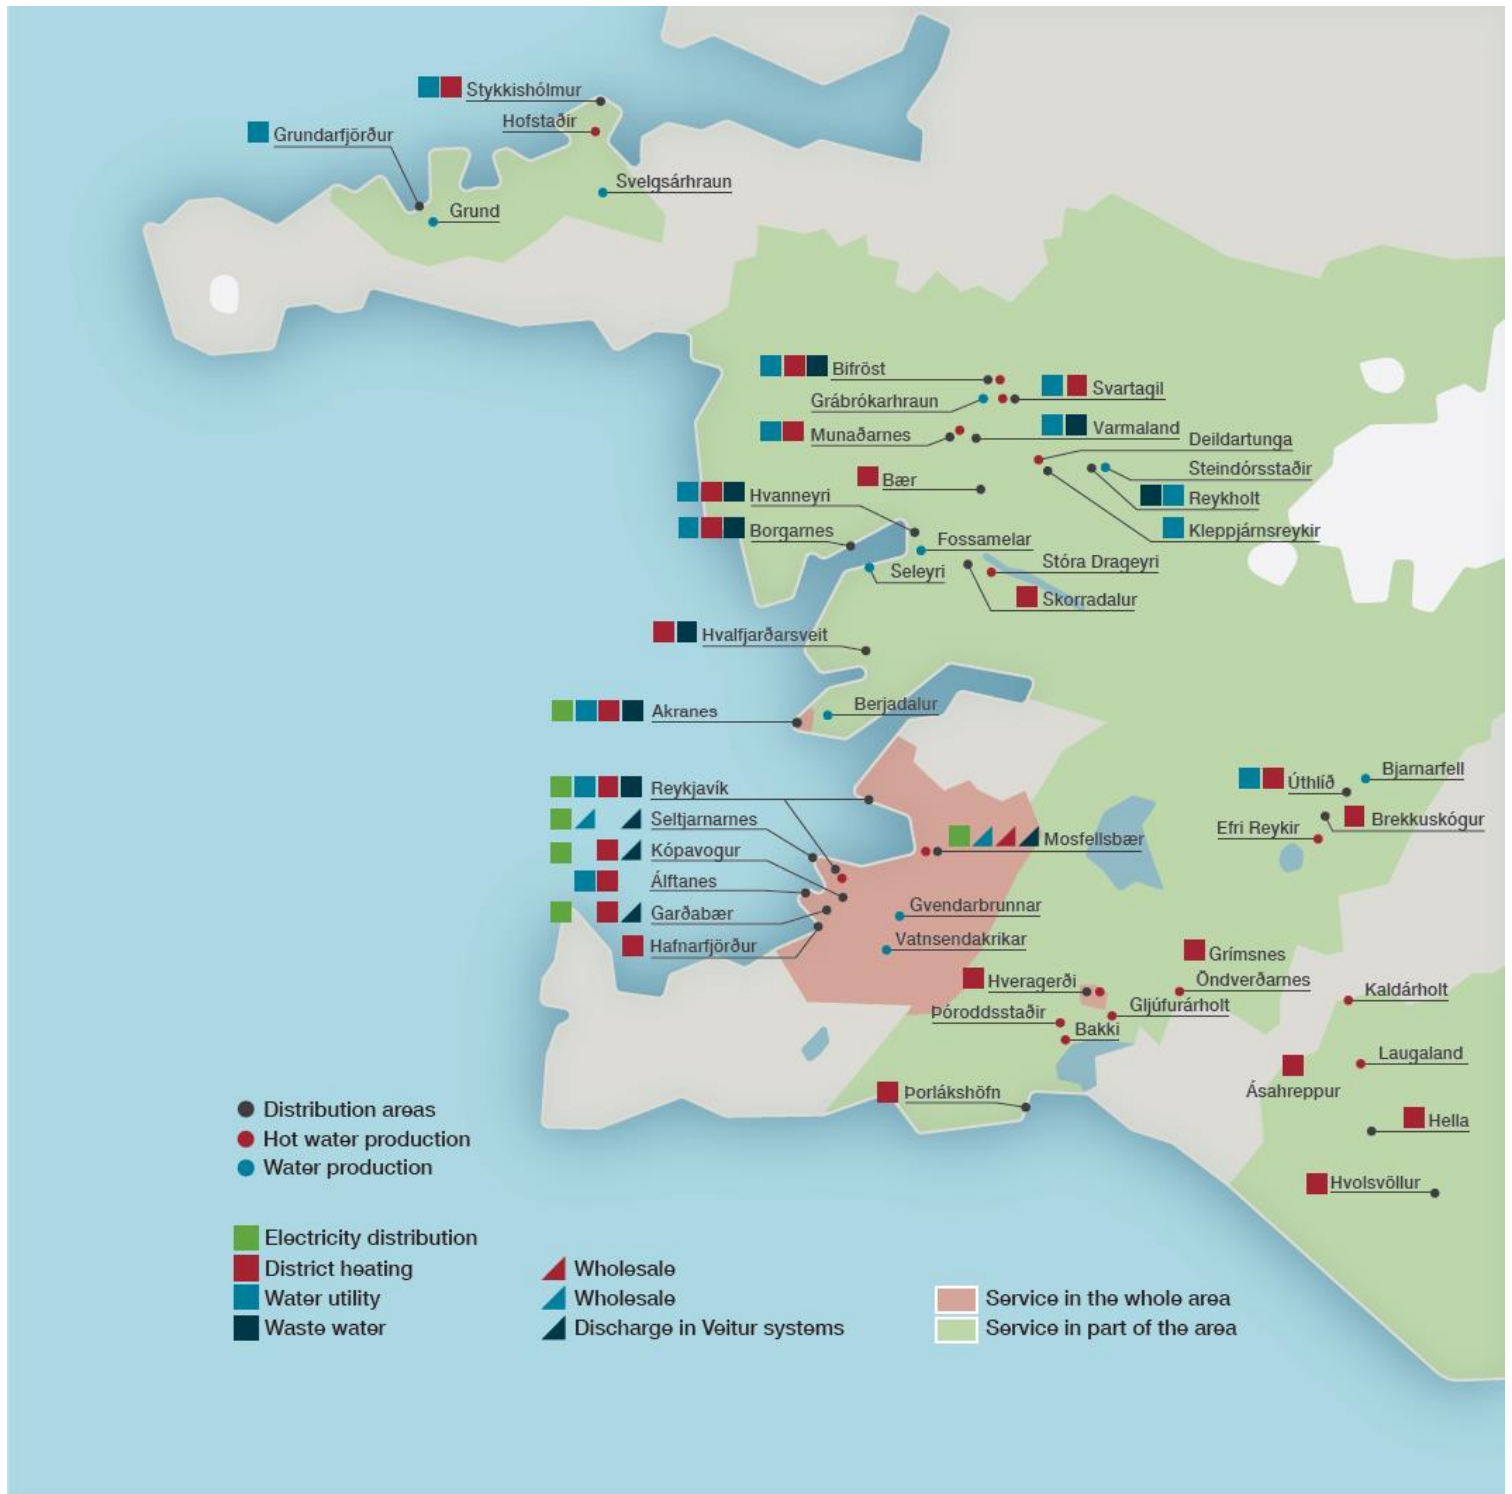 Stykkishólmur
Hofstaðir
Grundarfjörður
Svelgsárhraun
Grund
Bifröst
Svartagil
Grábrókarhraun
Munaðarnes
Varmaland
Deildartunga
Steindórsstaðir
Bær
Reykholt
Hvanneyri
Borgarnes
Kleppjárnsreykir
Fossamelar
Stóra Drageyri
Seleyri
Skorradalur
Hvalfjarðarsveit
Berjadalur
Akranes
Bjarnarfell
Úthlíð
Reykjavík
Seltjarnarnes
Brekkuskógur
Efri Reykir
Mosfellsbær
Kópavogur
Álftanes
Garðabær
Gvendarbrunnar
Hafnarfjörður
Vatnsendakrikar
Grímsnes
Hveragerði
Öndverðarnes
Kaldárholt
Þóroddsstaðir
Gljúfurárholt
Bakki
Laugaland
Ásahreppur
Þorlákshöfn
Hella
Hvolsvöllur
Distribution areas
Hot water production
Water production
Electricity distribution
District heating
Water utility
Waste water
Wholesale
Wholesale
Discharge in Veitur systems
Service in the whole area
Service in part of the area